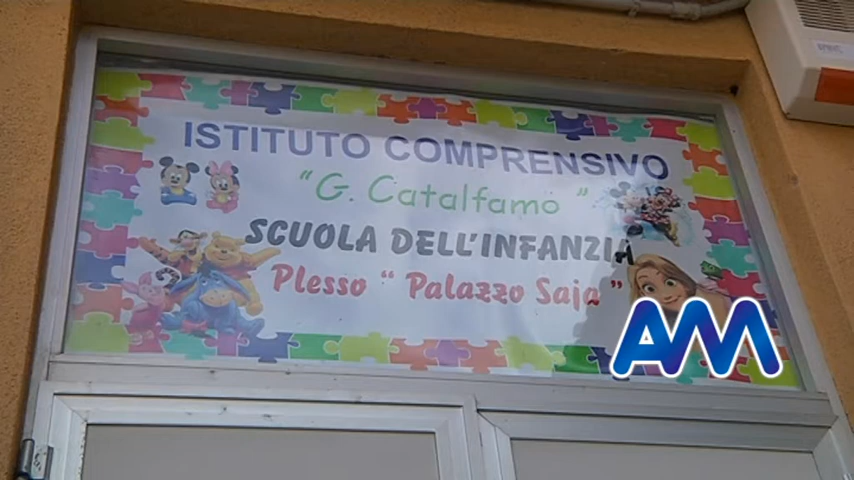 ISTITUTO COMPRENSIVO
"G. Catalfamo"
SCUOLA DELL'INFANZIA
Plesso "Palazzo Saja"
AM